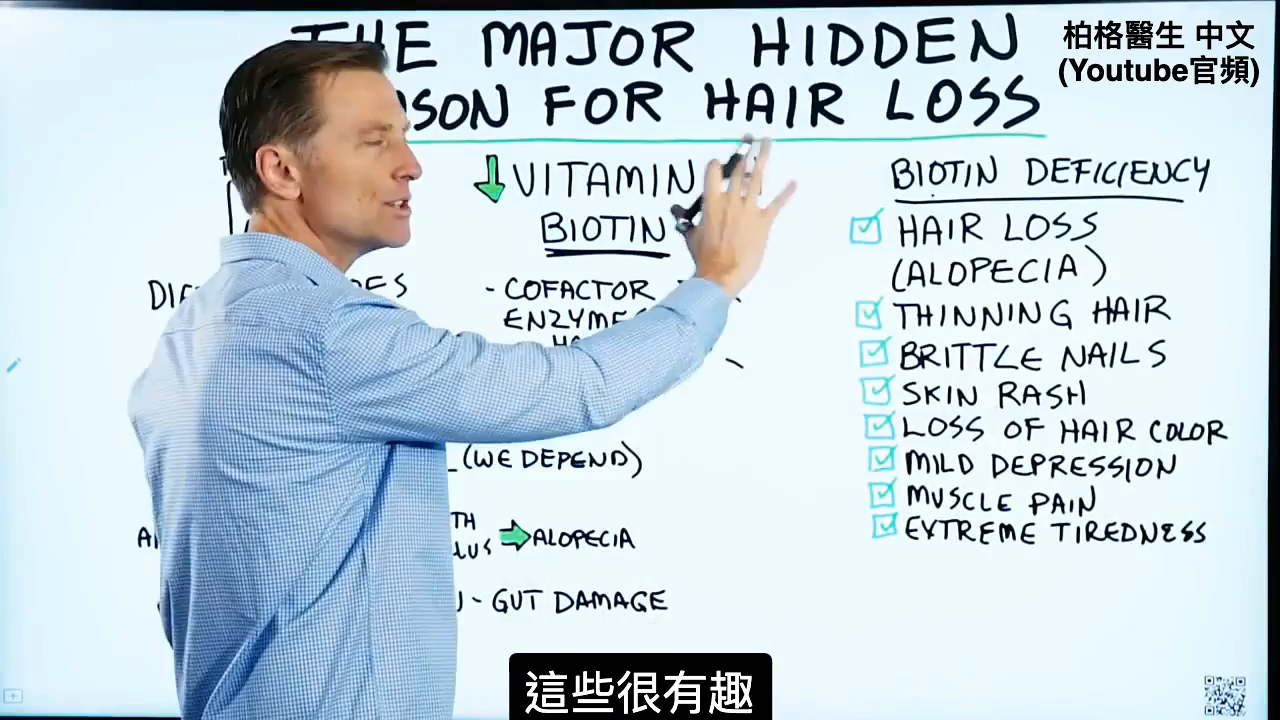 THE MAJOR HIDDEN
FOR HAIR LOSS
柏格醫生 中文
(Youtube官頻)
VITAMIN
BIOTIN
- COFACTOR
(WE DEPEND)
ALOPECIA
- GUT DAMAGE
BIOTIN DEFICIENCY
HAIR LOSS
(ALOPECIA)
THINNING HAIR
BRITTLE NAILS
SKIN RASH
LOSS OF HAIR COLOR
MILD DEPRESSION
MUSCLE PAIN
EXTREME TIREDNESS
這些很有趣